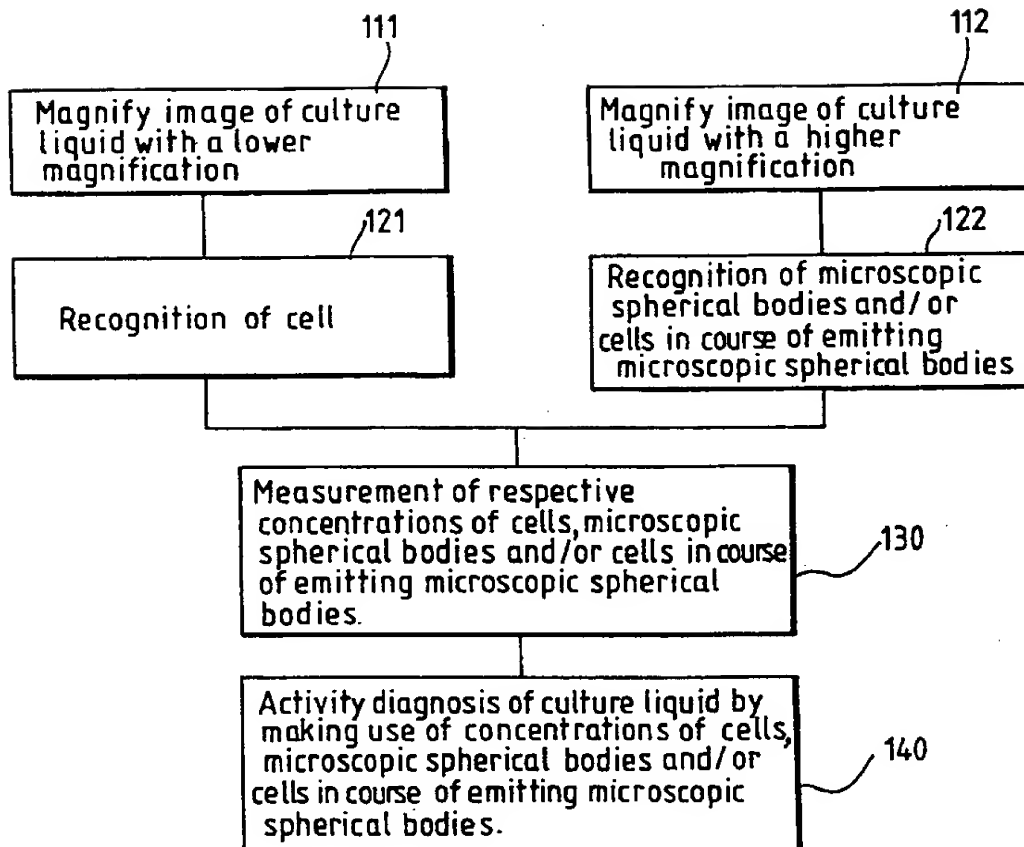 111
Magnify image of culture
liquid with a lower
magnification
112
Magnify image of culture
liquid with a higher
magnification
121
Recognition of cell
122
Recognition of microscopic
spherical bodies and/or
cells in course of emitting
microscopic spherical bodies
Measurement of respective
concentrations of cells, microscopic
spherical bodies and/or cells in course
of emitting microscopic spherical
bodies.
130
Activity diagnosis of culture liquid by
making use of concentrations of cells,
microscopic spherical bodies and/or
cells in course of emitting microscopic
spherical bodies.
140